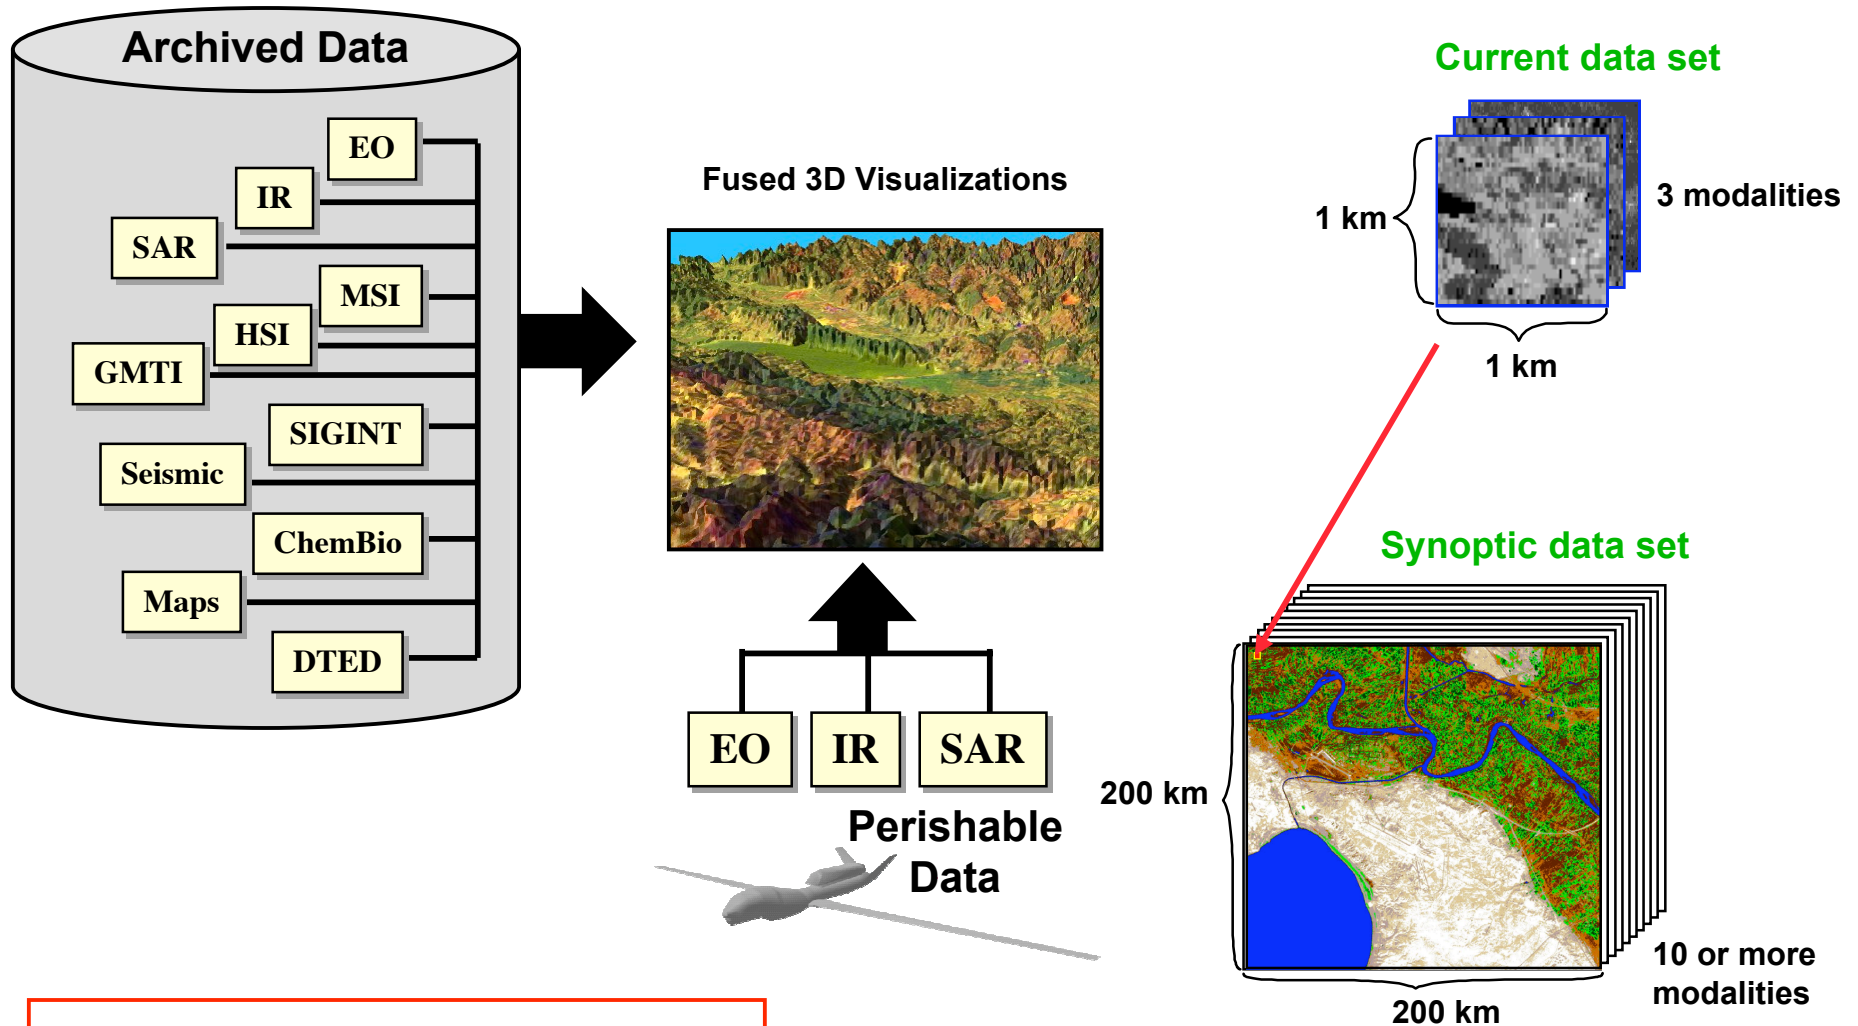 Archived Data
EO
IR
SAR
MSI
HSI
GMTI
SIGINT
Seismic
ChemBio
Maps
DTED
Fused 3D Visualizations
EO
IR
SAR
Perishable
Data
Current data set
1 km
3 modalities
1 km
Synoptic data set
200 km
10 or more
modalities
200 km